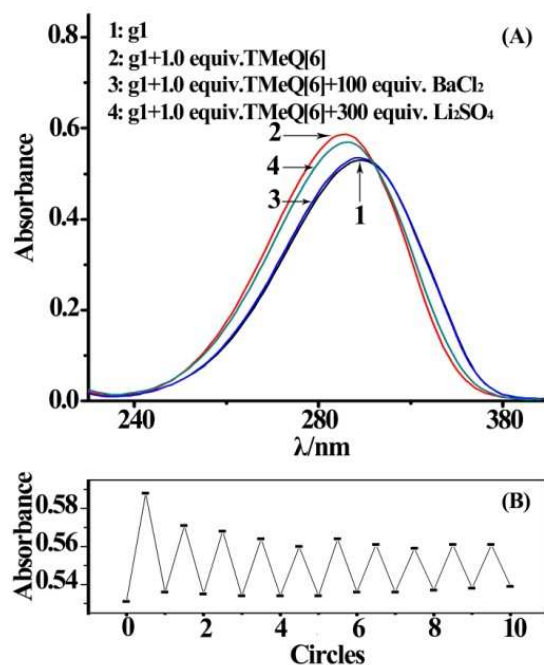 0.8
1: g1
(A)
2: g1+1.0 equiv.TMeQ[6]
3: g1+1.0 equiv.TMeQ[6]+100 equiv. BaCl₂
4: g1+1.0 equiv.TMeQ[6]+300 equiv. Li₂SO₄
0.6
2
4
3
1
0.4
0.2
0.0
Absorbance
240
280
380
λ/nm
(B)
0.58
0.56
0.54
Absorbance
0
2
4
6
8
10
Circles